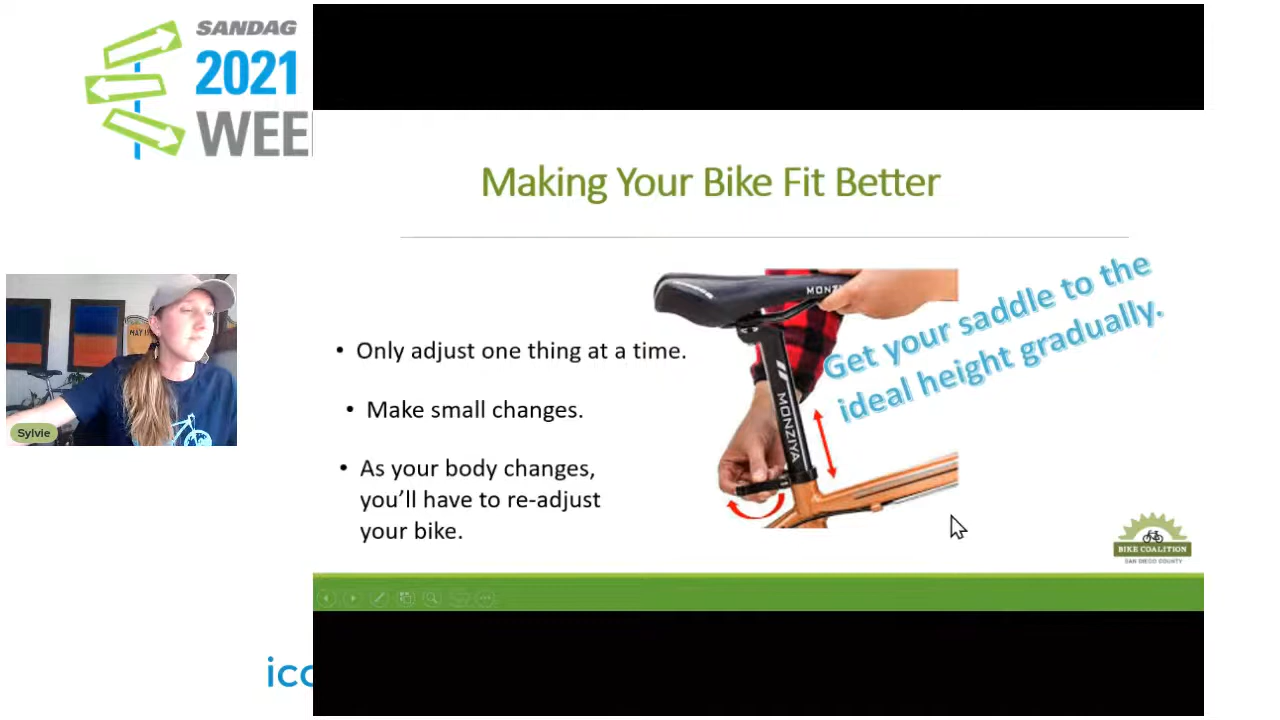 SANDAG
2021
WEE
Making Your Bike Fit Better
• Only adjust one thing at a time.
• Make small changes.
• As your body changes,
you'll have to re-adjust
your bike.
MONZIY
MONZIYA
Get your saddle to the
ideal height gradually.
MAY
Sylvie
BIKE COALITION
SAN DIEGO COUNTY
ico